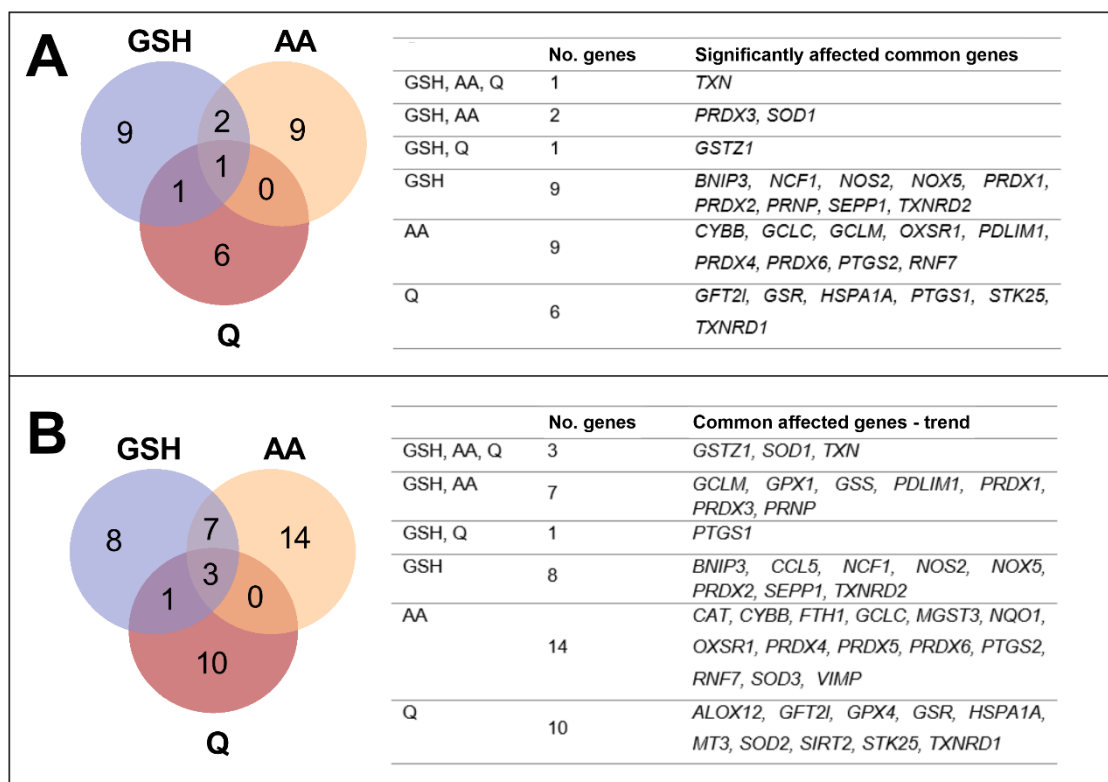 A
GSH
AA
9
2
9
1
1
0
6
Q
No. genes Significantly affected common genes
GSH, AA, Q 1 TXN
GSH, AA 2 PRDX3, SOD1
GSH, Q 1 GSTZ1
GSH 9 BNIP3, NCF1, NOS2, NOX5, PRDX1,
PRDX2, PRNP, SEPP1, TXNRD2
AA 9 CYBB, GCLC, GCLM, OXSR1, PDLIM1,
PRDX4, PRDX6, PTGS2, RNF7
Q 6 GFT2I, GSR, HSPA1A, PTGS1, STK25,
TXNRD1
B
GSH
AA
8
7
14
3
1
0
10
Q
No. genes Common affected genes - trend
GSH, AA, Q 3 GSTZ1, SOD1, TXN
GSH, AA 7 GCLM, GPX1, GSS, PDLIM1, PRDX1,
PRDX3, PRNP
GSH, Q 1 PTGS1
GSH 8 BNIP3, CCL5, NCF1, NOS2, NOX5,
PRDX2, SEPP1, TXNRD2
AA 14 CAT, CYBB, FTH1, GCLC, MGST3, NQO1,
OXSR1, PRDX4, PRDX5, PRDX6, PTGS2,
RNF7, SOD3, VIMP
Q 10 ALOX12, GFT2I, GPX4, GSR, HSPA1A,
MT3, SOD2, SIRT2, STK25, TXNRD1